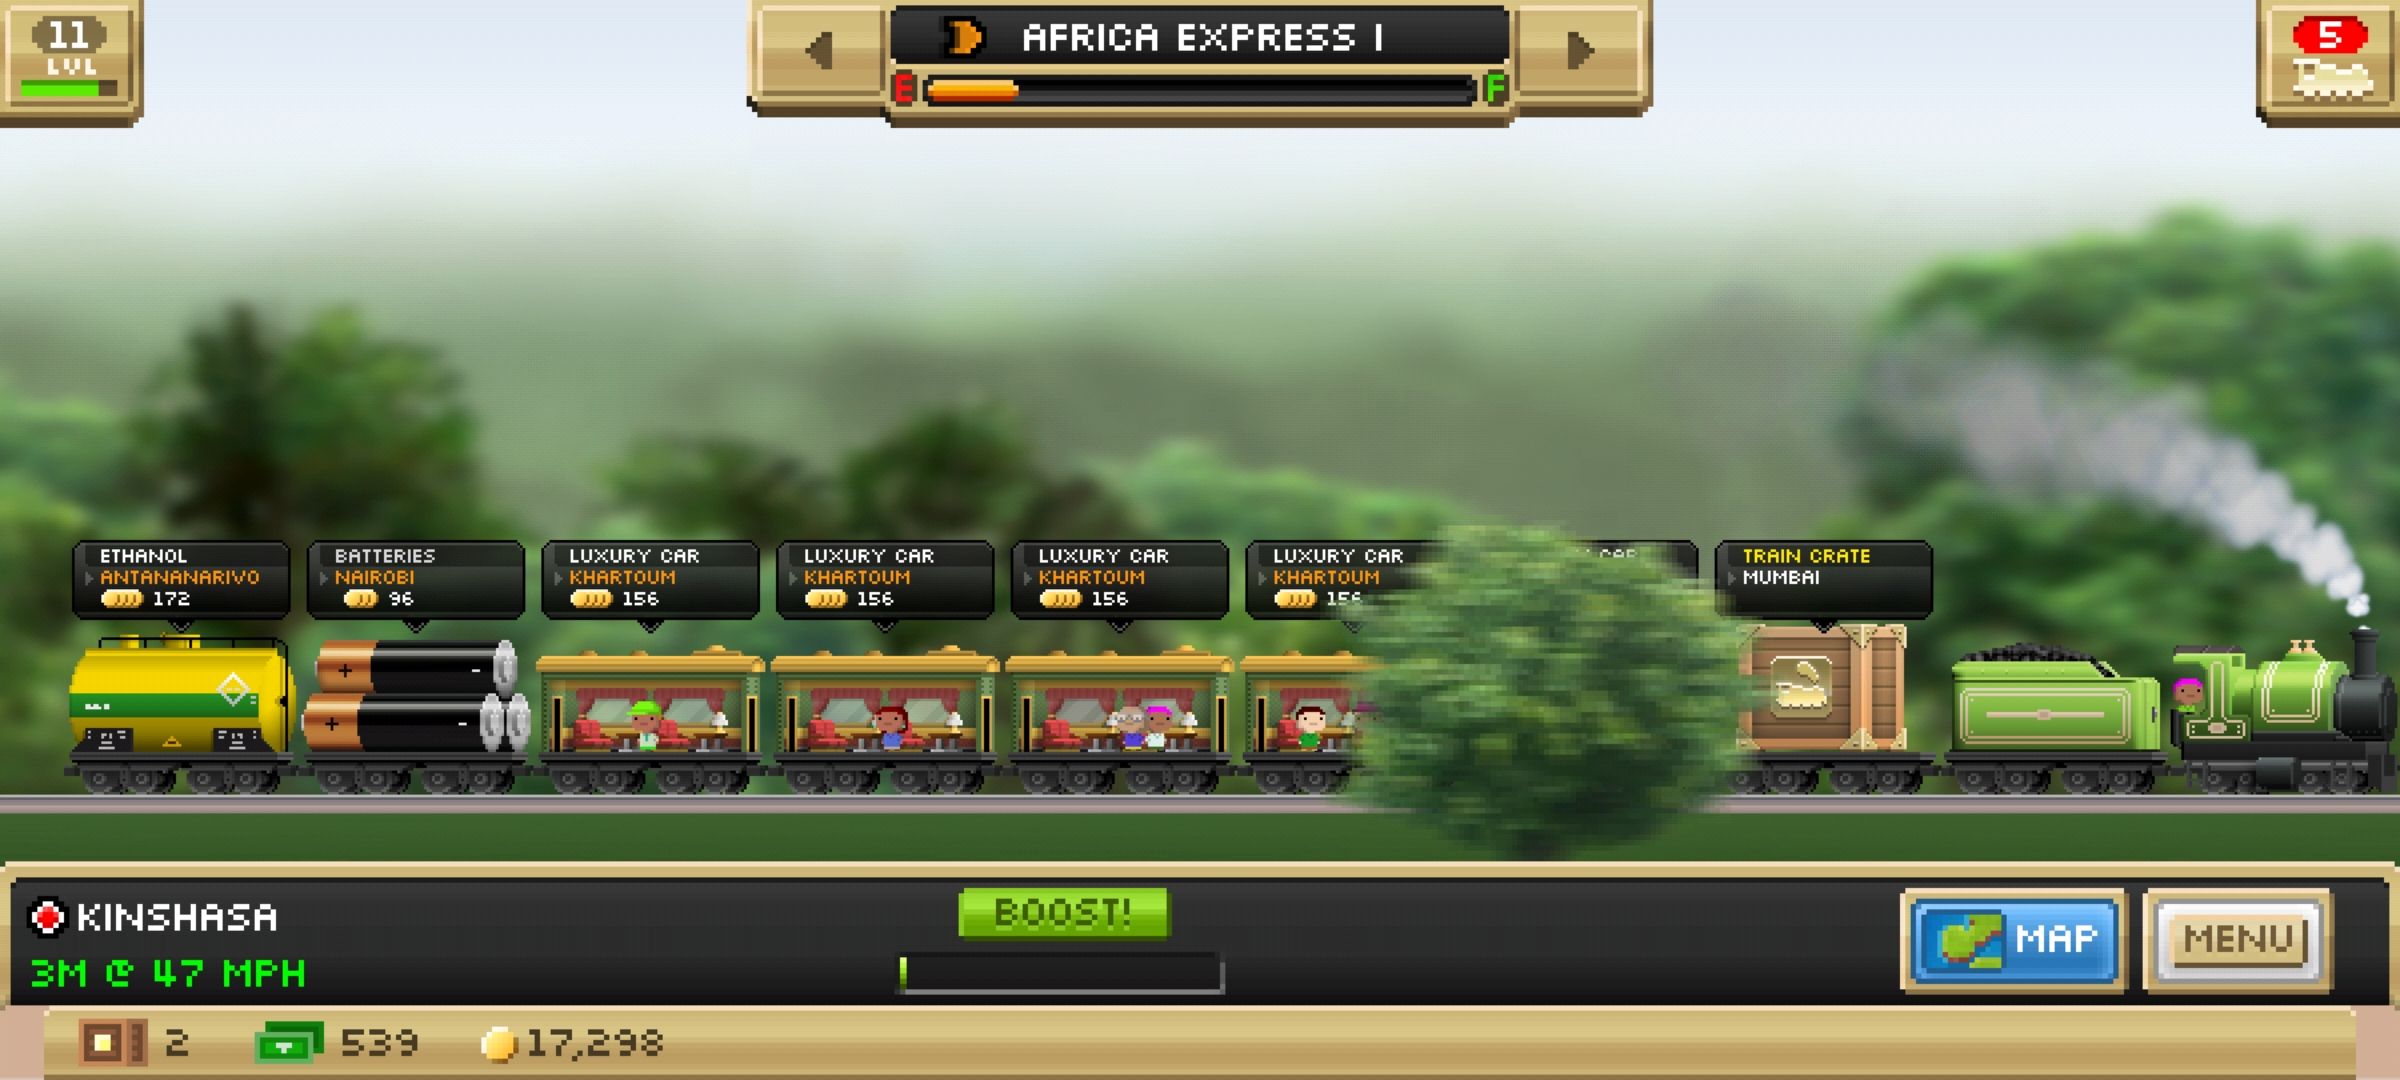 11
LVL
AFRICA EXPRESS I
E
F
5
ETHANOL
ANTANANARIVO
172
BATTERIES
NAIROBI
96
LUXURY CAR
KHARTOUM
156
LUXURY CAR
KHARTOUM
156
LUXURY CAR
KHARTOUM
156
LUXURY CAR
KHARTOUM
156
CAR
TRAIN CRATE
MUMBAI
KINSHASA
3M @ 47 MPH
BOOST!
MAP
MENU
2
539
17,298